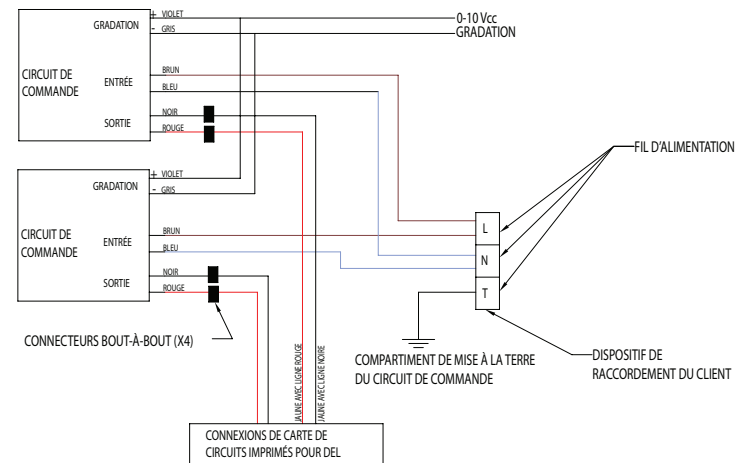 + VIOLET
0-10 Vcc
GRADATION
- GRIS
GRADATION
BRUN
CIRCUIT DE
COMMANDE
ENTRÉE
BLEU
NOIR
SORTIE
ROUGE
FIL D'ALIMENTATION
+ VIOLET
GRADATION
- GRIS
BRUN
CIRCUIT DE
COMMANDE
ENTRÉE
BLEU
NOIR
SORTIE
ROUGE
L
N
T
CONNECTEURS BOUT-À-BOUT (X4)
JAUNE AVEC LIGNE ROUGE
JAUNE AVEC LIGNE NOIRE
COMPARTIMENT DE MISE À LA TERRE
DU CIRCUIT DE COMMANDE
DISPOSITIF DE
RACCORDEMENT DU CLIENT
CONNEXIONS DE CARTE DE
CIRCUITS IMPRIMÉS POUR DEL